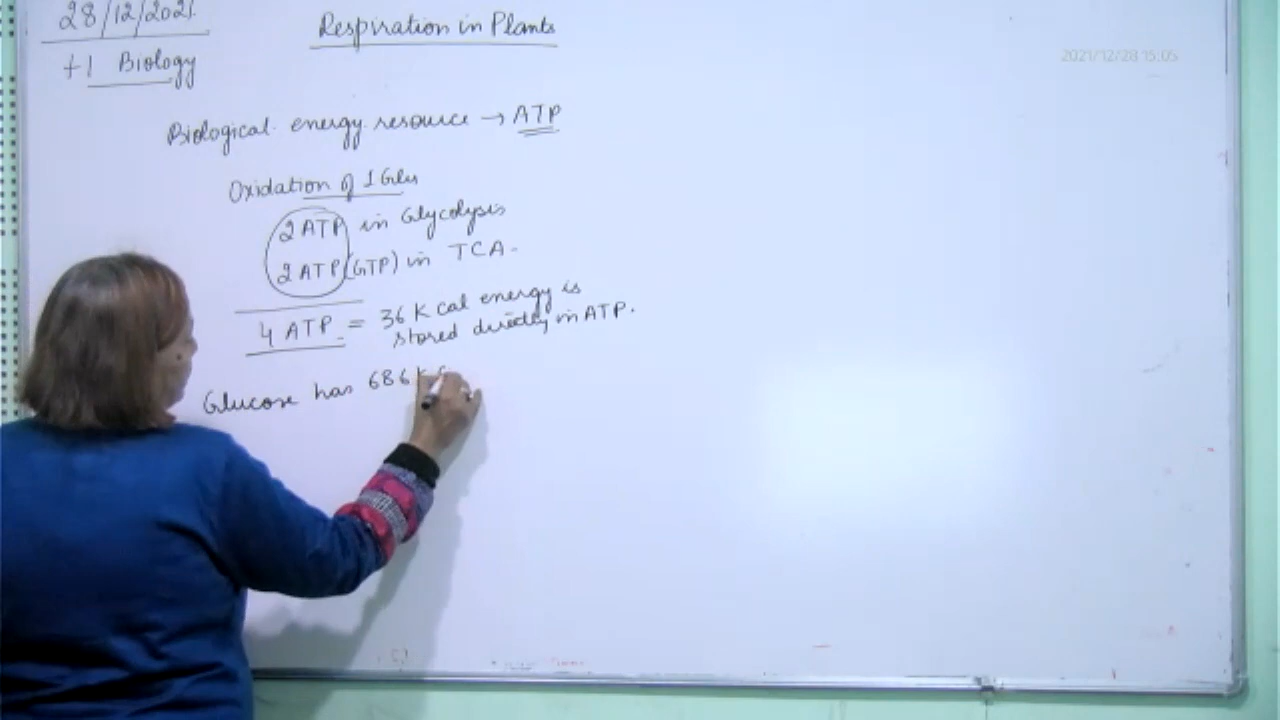 28/12/2021
+1 Biology
Respiration in Plants
2021/12/28 15:05
Biological energy resource → ATP
Oxidation of 1 Glu
2 ATP in Glycolysis
2 ATP (GTP) in TCA.
4 ATP = 36 K cal energy is
stored directly in ATP.
Glucose has 686 K